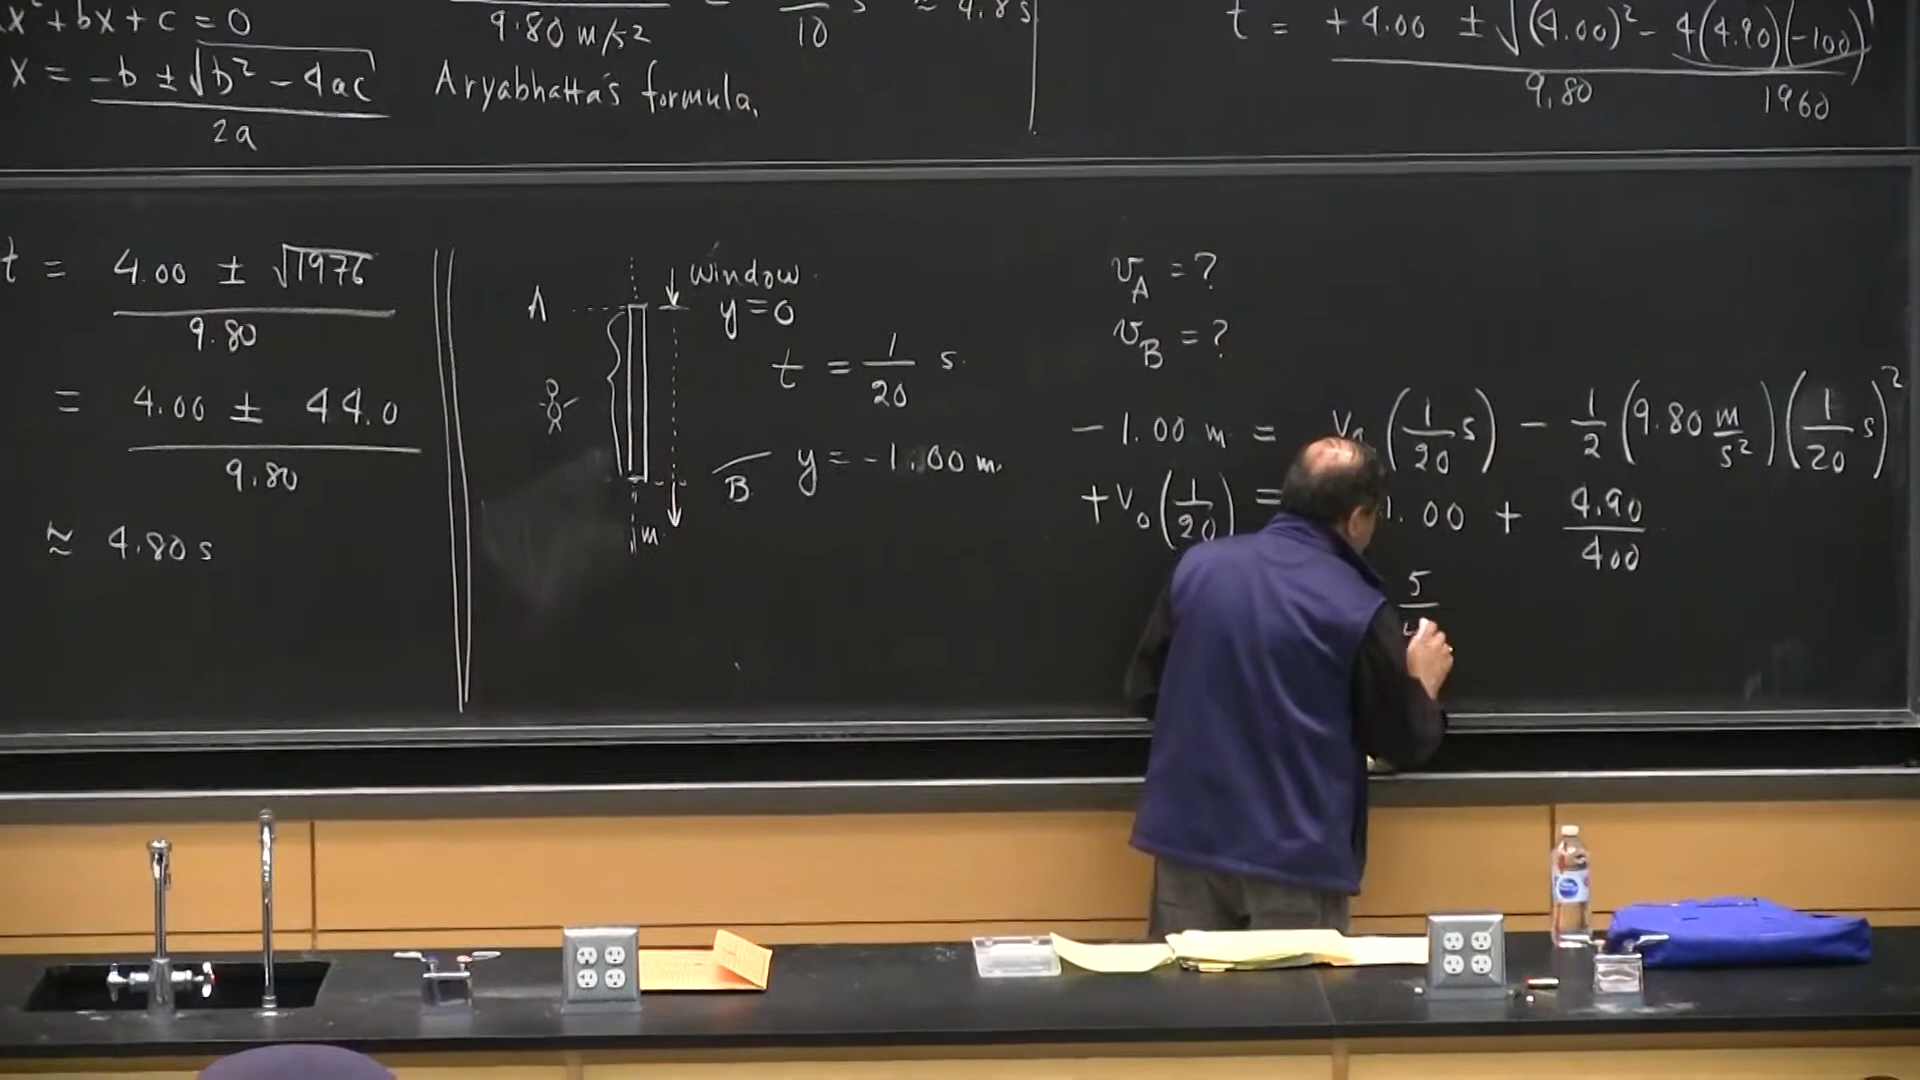 x² + bx + c = 0
x = -b ± √b² - 4ac
2a
9.80 m/s²
10
s ≈ 4.8 s
Aryabhatta's formula.
t = +4.00 ± √(4.00)² - 4(4.90)(-100)
9.80
1960
t = 4.00 ± √1976
9.80
= 4.00 ± 44.0
9.80
≈ 4.80 s
A
window
y = 0
t = 1/20 s
B
y = -1.00 m
m
v_A = ?
v_B = ?
-1.00 m = v₀ (1/20 s) - 1/2 (9.80 m/s²) (1/20 s)²
+v₀ (1/20) = 1.00 + 4.90/400
5